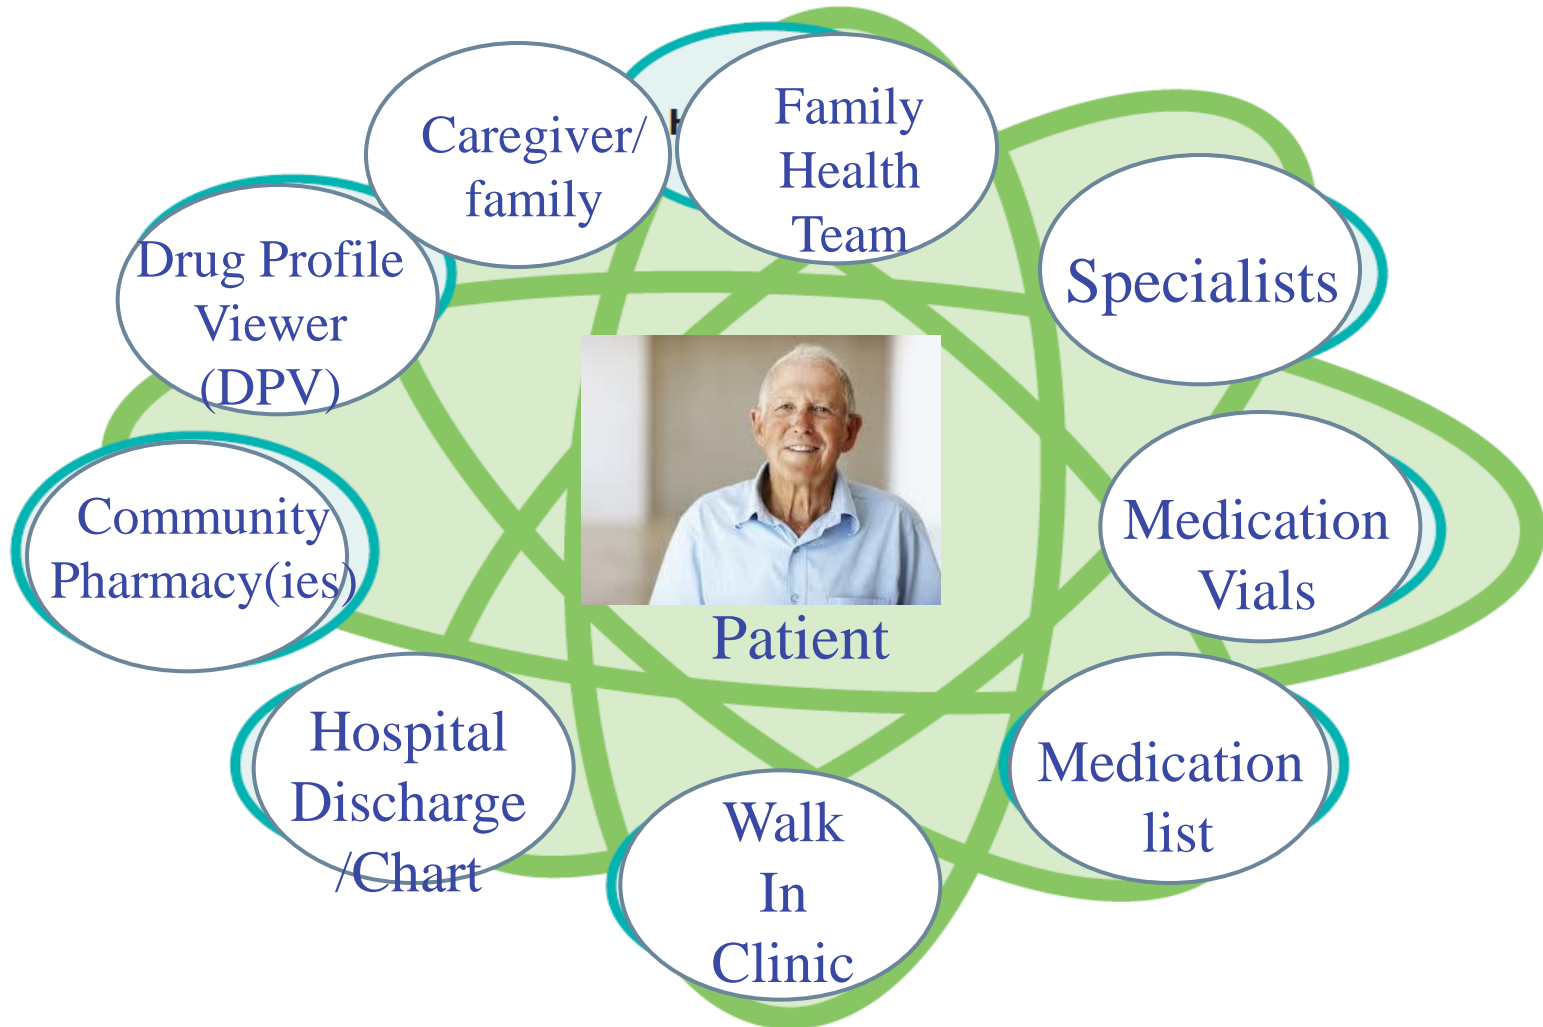 Caregiver/
family
Family
Health
Team
Specialists
Drug Profile
Viewer
(DPV)
Community
Pharmacy(ies)
Medication
Vials
Patient
Hospital
Discharge
/Chart
Walk
In
Clinic
Medication
list